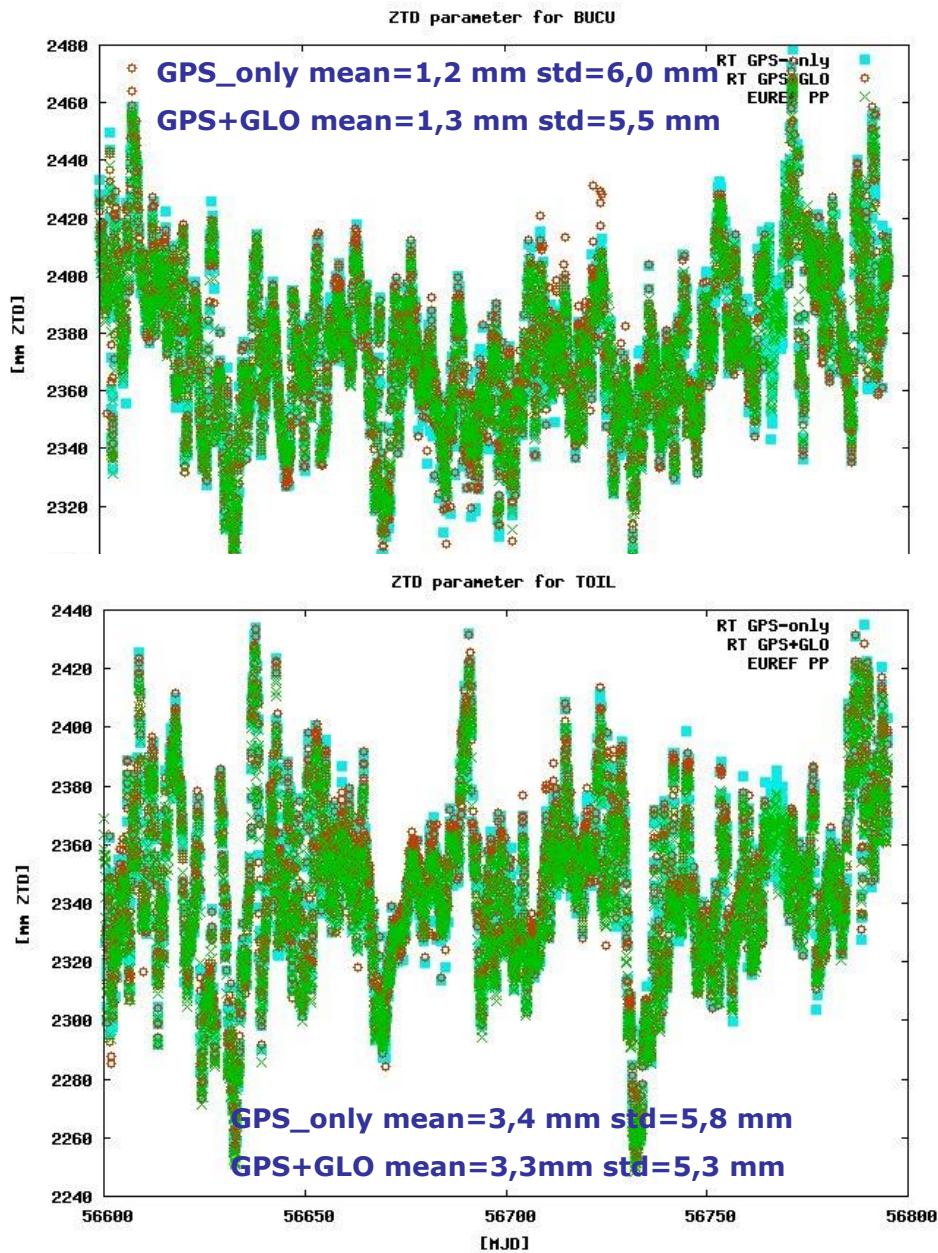 ZTD parameter for BUCU
2480
2460
2440
2420
2400
2380
2360
2340
2320
[mm ZTD]
GPS_only mean=1,2 mm std=6,0 mm
GPS+GLO mean=1,3 mm std=5,5 mm
RT GPS-only
RT GPS+GLO
EUREF PP
ZTD parameter for TOIL
2440
2420
2400
2380
2360
2340
2320
2300
2280
2260
2240
[mm ZTD]
RT GPS-only
RT GPS+GLO
EUREF PP
GPS_only mean=3,4 mm std=5,8 mm
GPS+GLO mean=3,3mm std=5,3 mm
56600 56650 56700 56750 56800
[MJD]